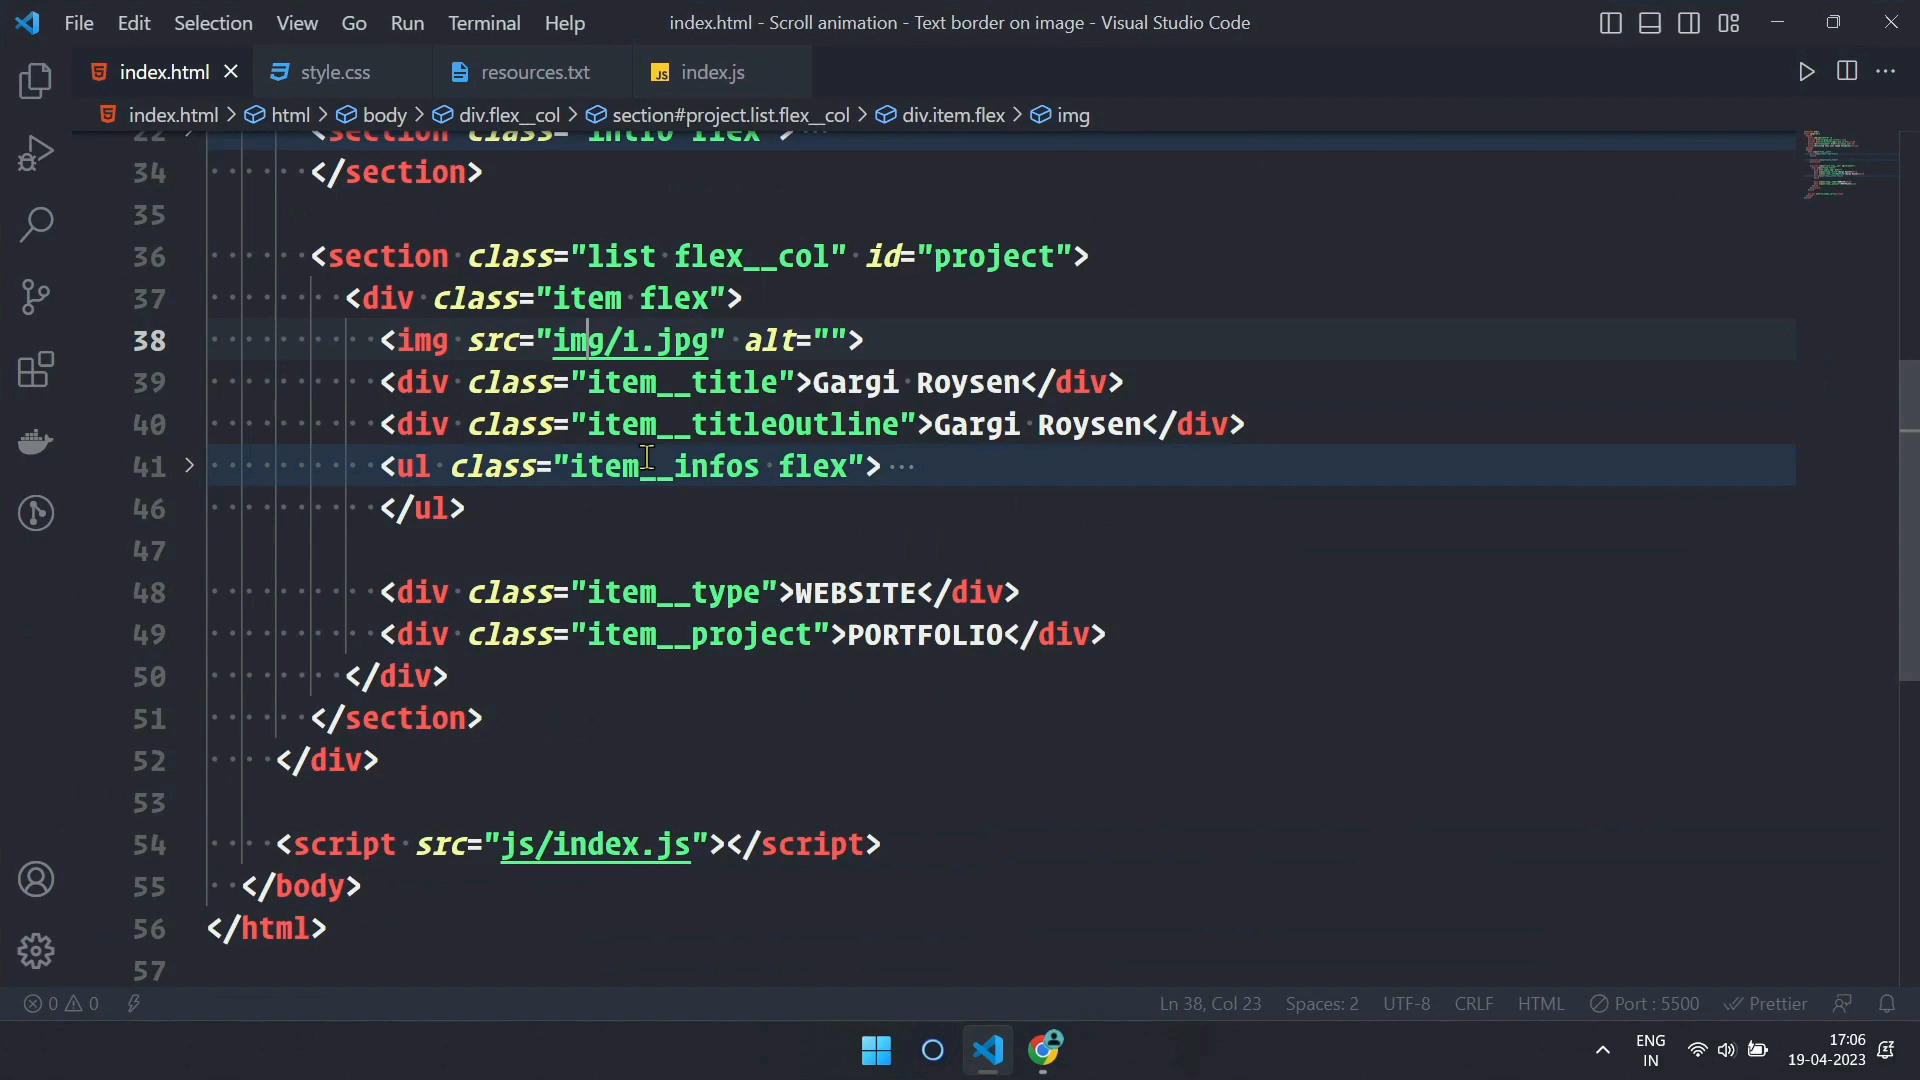 File Edit Selection View Go Run Terminal Help index.html - Scroll animation - Text border on image - Visual Studio Code
index.html style.css resources.txt JS index.js
index.html > html > body > div.flex__col > section#project.list.flex__col > div.item.flex > img
22 <section class="intro flex">
34 </section>
35
36 <section class="list flex__col" id="project">
37 <div class="item flex">
38 <img src="img/1.jpg" alt="">
39 <div class="item__title">Gargi Roysen</div>
40 <div class="item__titleOutline">Gargi Roysen</div>
41 <ul class="item__infos flex">
46 </ul>
47
48 <div class="item__type">WEBSITE</div>
49 <div class="item__project">PORTFOLIO</div>
50 </div>
51 </section>
52 </div>
53
54 <script src="js/index.js"></script>
55 </body>
56 </html>
57
0 0 Ln 38, Col 23 Spaces: 2 UTF-8 CRLF HTML Port : 5500 Prettier
ENG 17:06
IN 19-04-2023